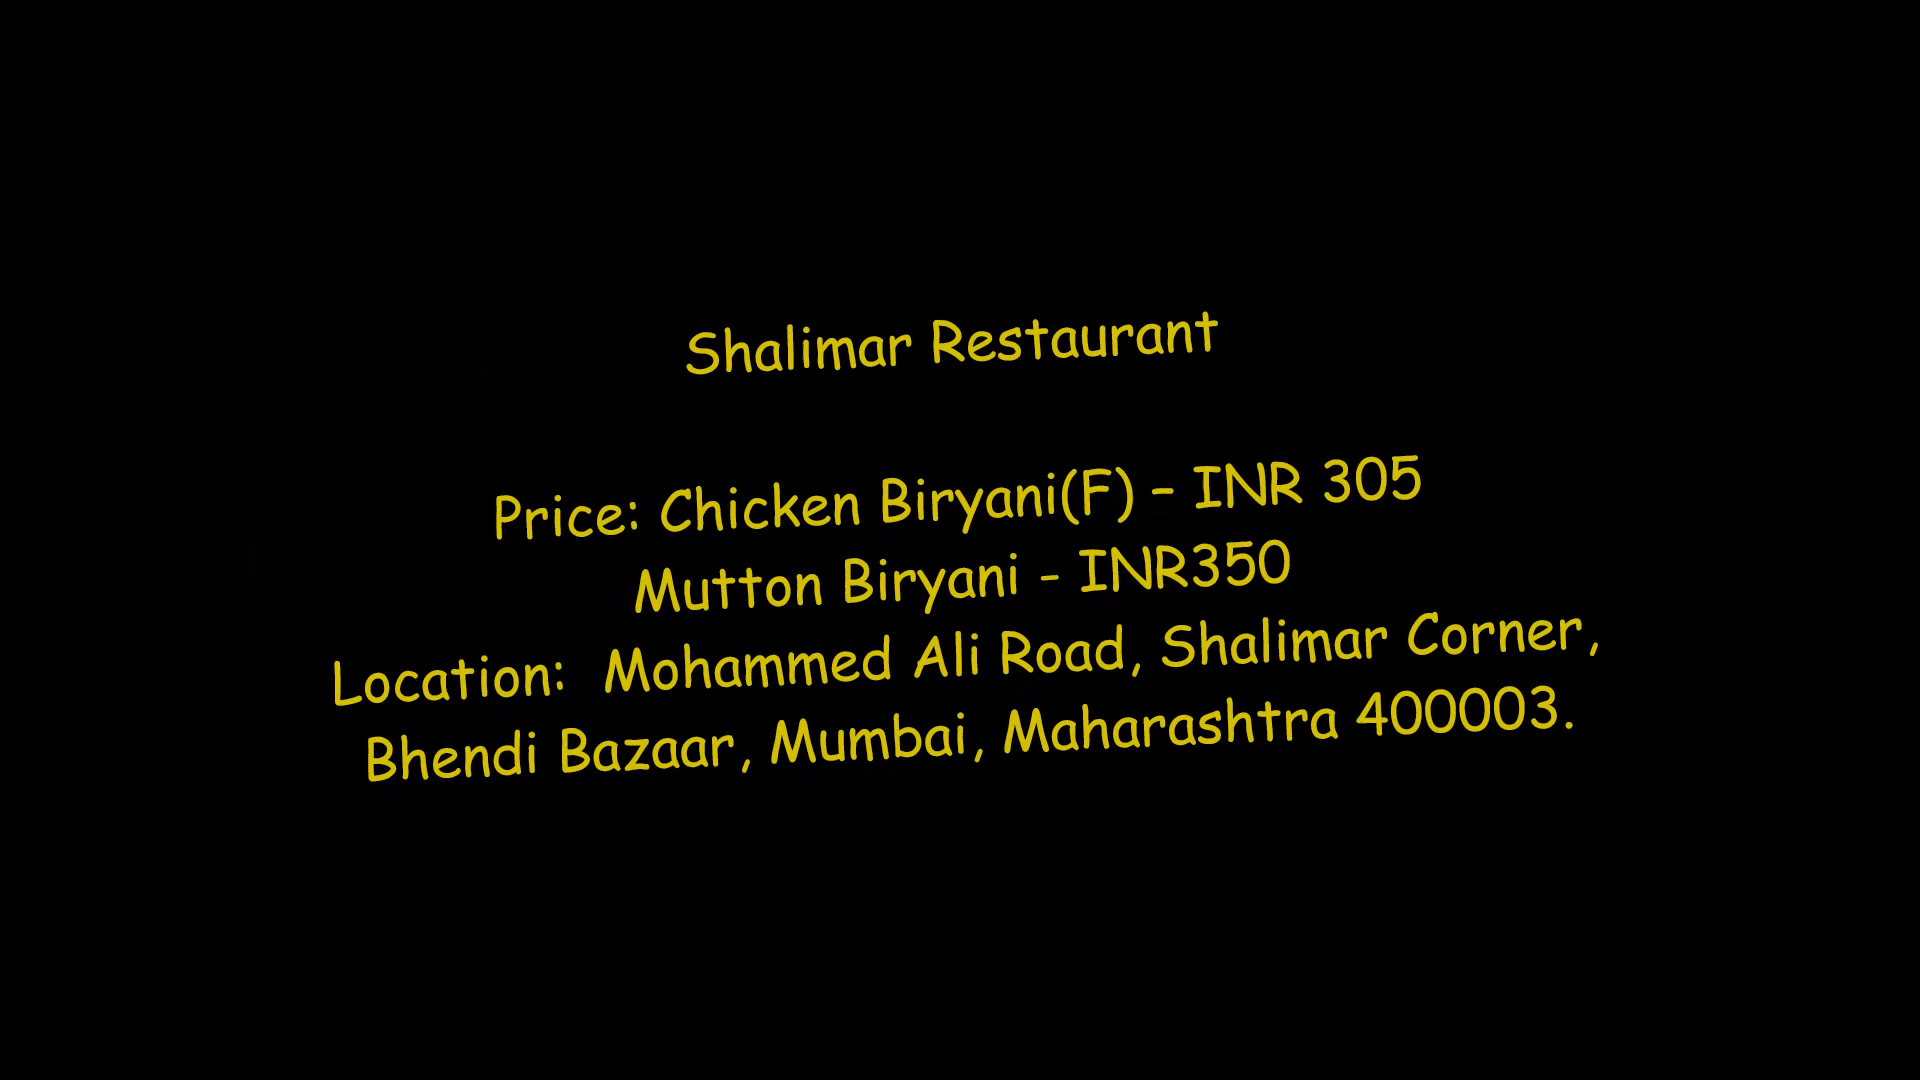 Shalimar Restaurant
Price: Chicken Biryani(F) – INR 305
Mutton Biryani - INR350
Location:  Mohammed Ali Road, Shalimar Corner,
Bhendi Bazaar, Mumbai, Maharashtra 400003.